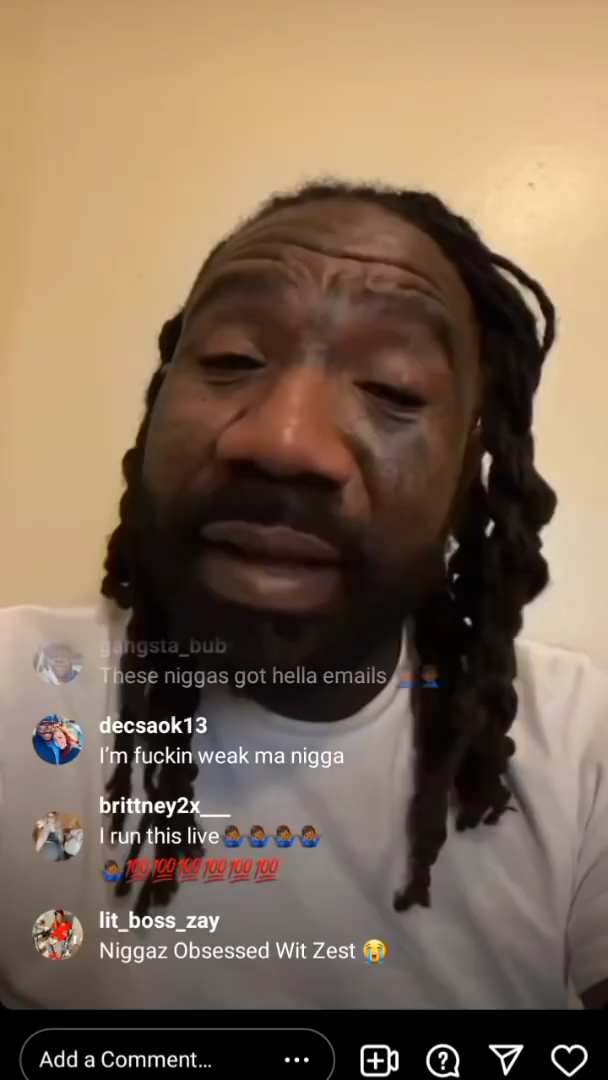 gangsta_bub
These niggas got hella emails 🤦🏾‍♂️🤦🏾‍♂️
decsaok13
I’m fuckin weak ma nigga
brittney2x___
I run this live🤷🏾‍♂️🤷🏾‍♂️🤷🏾‍♂️🤷🏾‍♂️
🤷🏾‍♂️💯💯💯💯💯💯
lit_boss_zay
Niggaz Obsessed Wit Zest 😭
Add a Comment…